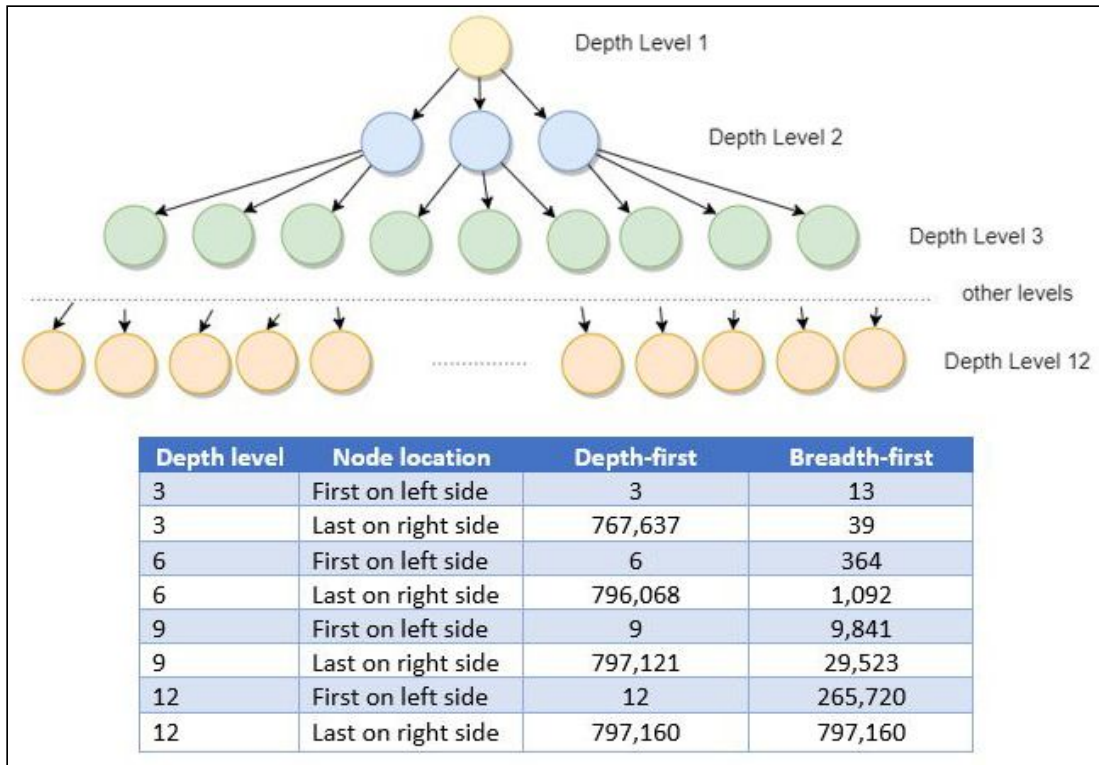 Depth Level 1
Depth Level 2
Depth Level 3
other levels
Depth Level 12
Depth level Node location Depth-first Breadth-first
3 First on left side 3 13
3 Last on right side 767,637 39
6 First on left side 6 364
6 Last on right side 796,068 1,092
9 First on left side 9 9,841
9 Last on right side 797,121 29,523
12 First on left side 12 265,720
12 Last on right side 797,160 797,160